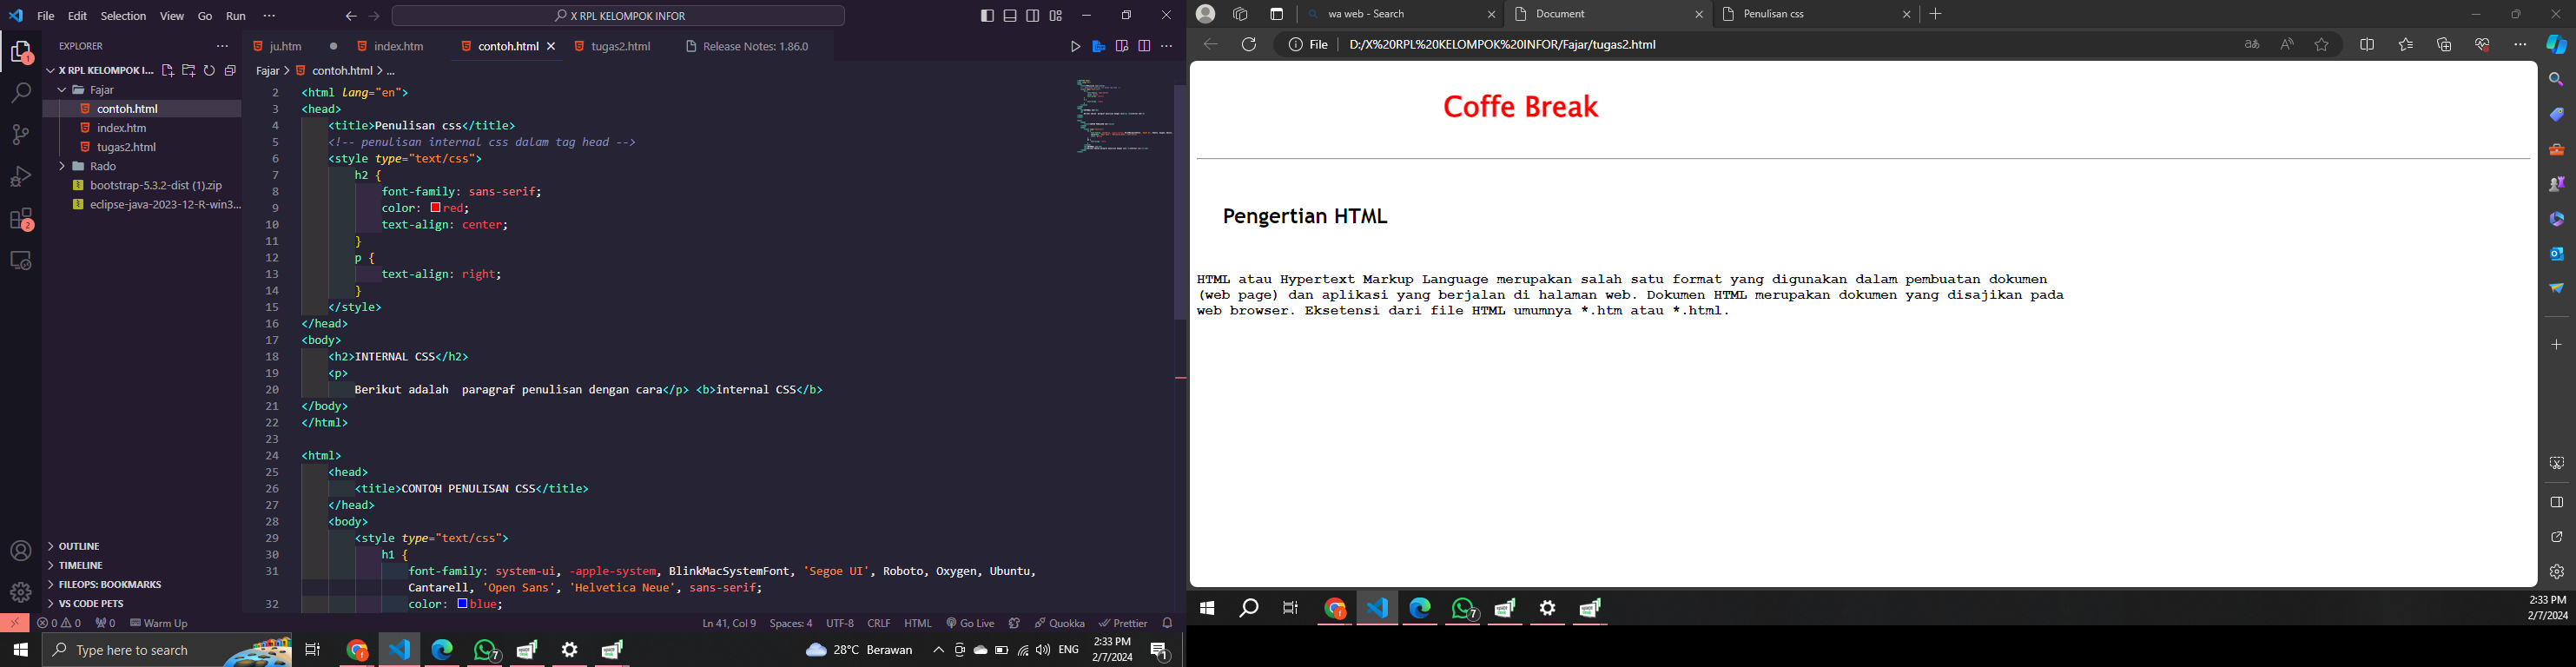 File Edit Selection View Go Run ... X RPL KELOMPOK INFOR
EXPLORER
X RPL KELOMPOK I...
Fajar
contoh.html
index.htm
tugas2.html
Rado
bootstrap-5.3.2-dist (1).zip
eclipse-java-2023-12-R-win3...
OUTLINE
TIMELINE
FILEOPS: BOOKMARKS
VS CODE PETS
1
2
ju.htm index.htm contoh.html tugas2.html Release Notes: 1.86.0
Fajar > contoh.html > ...
2 <html lang="en">
3 <head>
4 <title>Penulisan css</title>
5 <!-- penulisan internal css dalam tag head -->
6 <style type="text/css">
7 h2 {
8 font-family: sans-serif;
9 color: red;
10 text-align: center;
11 }
12 p {
13 text-align: right;
14 }
15 </style>
16 </head>
17 <body>
18 <h2>INTERNAL CSS</h2>
19 <p>
20 Berikut adalah  paragraf penulisan dengan cara</p> <b>internal CSS</b>
21 </body>
22 </html>
23
24 <html>
25 <head>
26 <title>CONTOH PENULISAN CSS</title>
27 </head>
28 <body>
29 <style type="text/css">
30 h1 {
31 font-family: system-ui, -apple-system, BlinkMacSystemFont, 'Segoe UI', Roboto, Oxygen, Ubuntu,
Cantarell, 'Open Sans', 'Helvetica Neue', sans-serif;
32 color: blue;
0 0 0 Warm Up Ln 41, Col 9 Spaces: 4 UTF-8 CRLF HTML Go Live Quokka Prettier
Type here to search 7 28°C Berawan ENG 2:33 PM
2/7/2024 1
wa web - Search Document Penulisan css
File D:/X%20RPL%20KELOMPOK%20INFOR/Fajar/tugas2.html
Coffe Break
Pengertian HTML
HTML atau Hypertext Markup Language merupakan salah satu format yang digunakan dalam pembuatan dokumen
(web page) dan aplikasi yang berjalan di halaman web. Dokumen HTML merupakan dokumen yang disajikan pada
web browser. Eksetensi dari file HTML umumnya *.htm atau *.html.
7 2:33 PM
2/7/2024